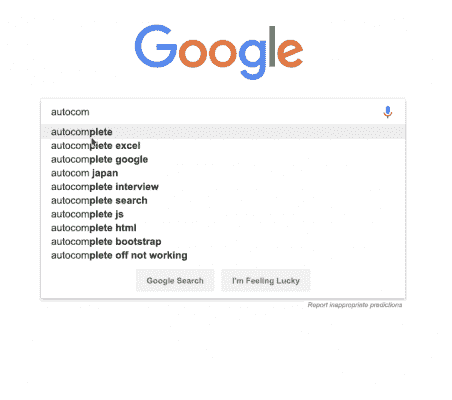 Google
autocom
autocomplete
autocomplete excel
autocomplete google
autocom japan
autocomplete interview
autocomplete search
autocomplete js
autocomplete html
autocomplete bootstrap
autocomplete off not working
Google Search I'm Feeling Lucky
Report inappropriate predictions